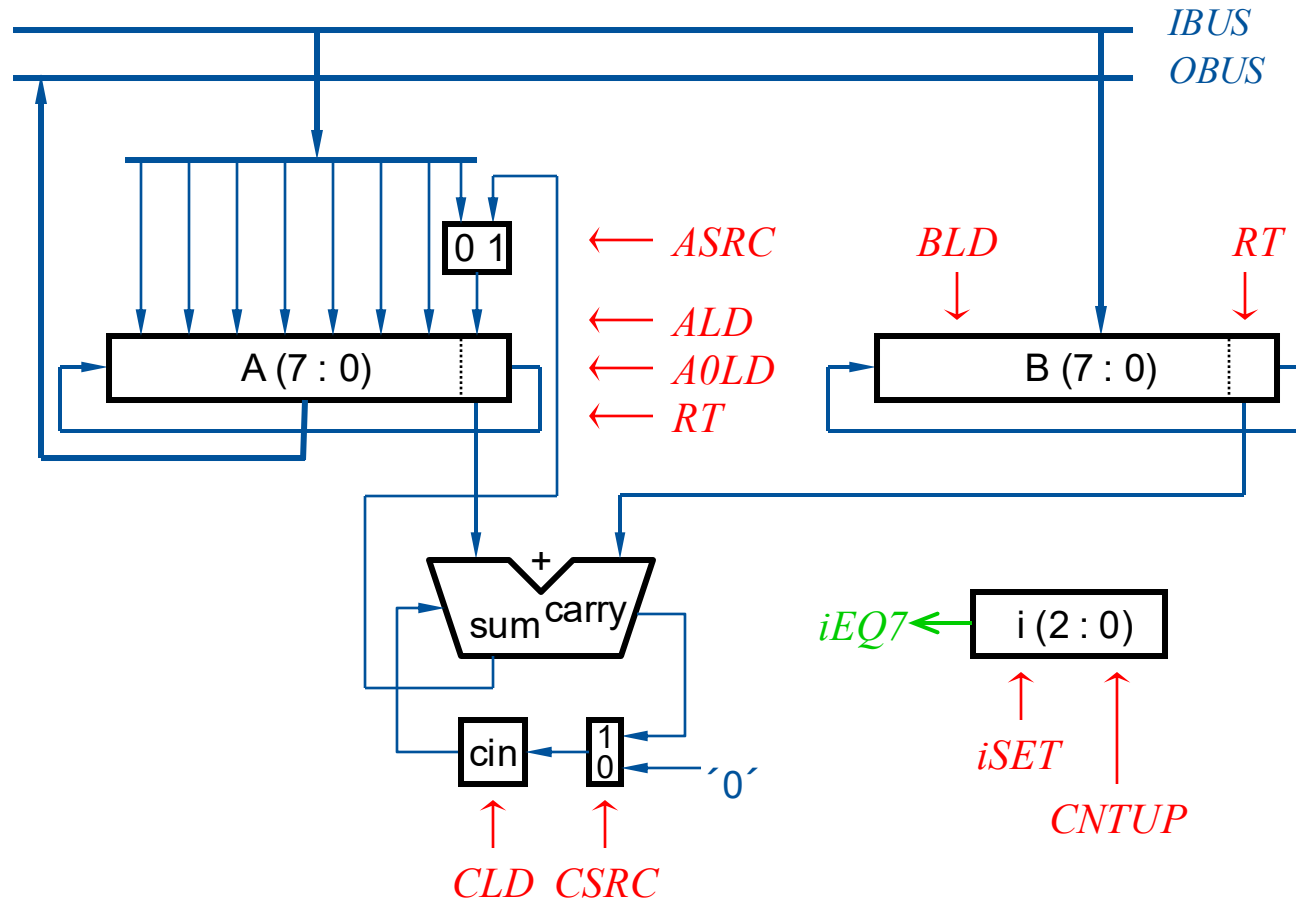 IBUS
OBUS
0 1
ASRC
BLD
RT
ALD
A (7 : 0)
A0LD
B (7 : 0)
RT
+
sum
carry
iEQ7
i (2 : 0)
cin
1
0
´0´
iSET
CNTUP
CLD
CSRC